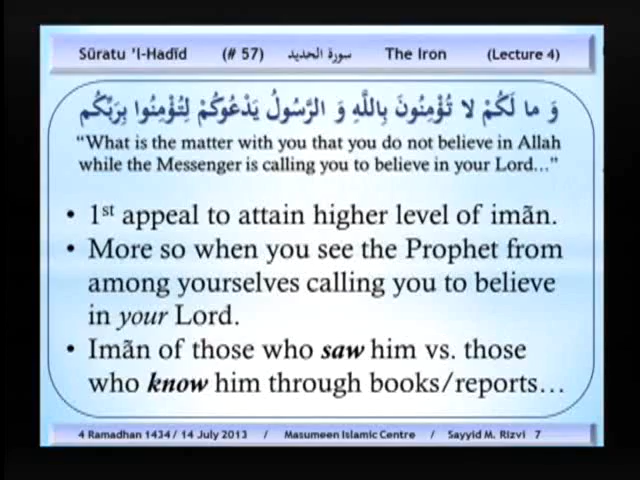 Sūratu 'l-Hadīd (# 57) سورة الحديد The Iron (Lecture 4)
وَ ما لَكُمْ لا تُؤْمِنُونَ بِاللَّهِ وَ الرَّسُولُ يَدْعُوكُمْ لِتُؤْمِنُوا بِرَبِّكُم
“What is the matter with you that you do not believe in Allah
while the Messenger is calling you to believe in your Lord…”
• 1st appeal to attain higher level of imãn.
• More so when you see the Prophet from
among yourselves calling you to believe
in your Lord.
• Imãn of those who saw him vs. those
who know him through books/reports…
4 Ramadhan 1434/ 14 July 2013 / Masumeen Islamic Centre / Sayyid M. Rizvi 7